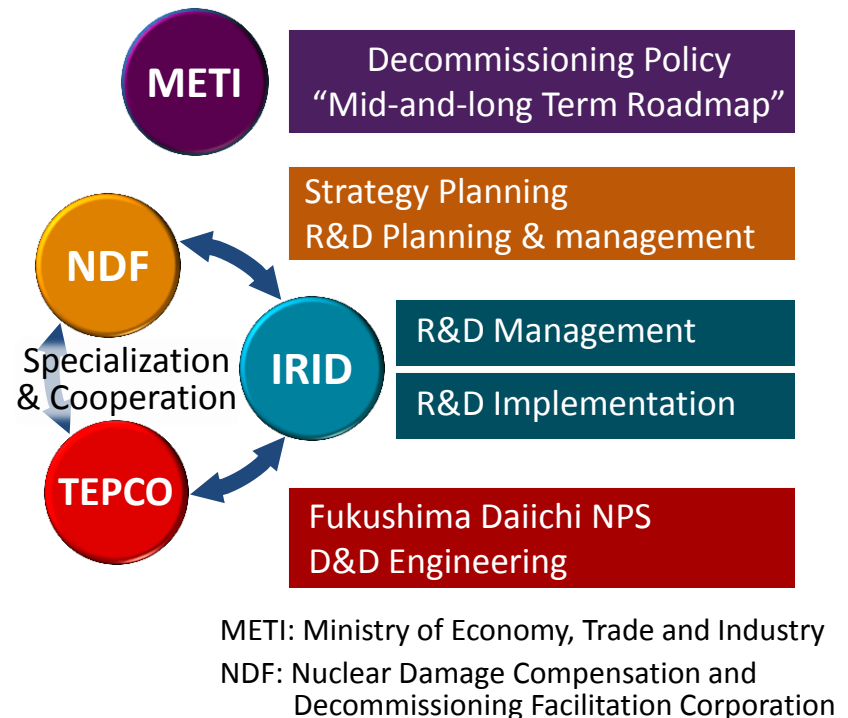 METI
Decommissioning Policy
“Mid-and-long Term Roadmap”
Strategy Planning
R&D Planning & management
NDF
Specialization
& Cooperation
IRID
R&D Management
R&D Implementation
TEPCO
Fukushima Daiichi NPS
D&D Engineering
METI: Ministry of Economy, Trade and Industry
NDF: Nuclear Damage Compensation and
Decommissioning Facilitation Corporation